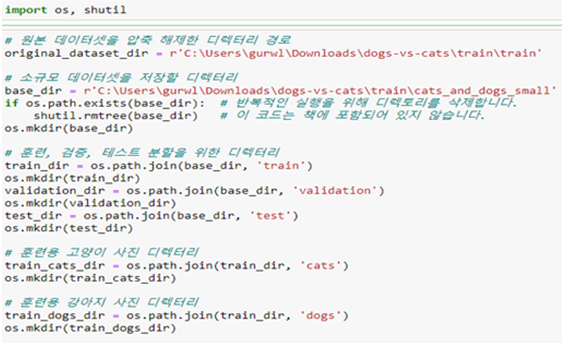 import os, shutil
# 원본 데이터셋을 압축 해제한 디렉터리 경로
original_dataset_dir = r'C:\Users\gurwl\Downloads\dogs-vs-cats\train\train'
# 소규모 데이터셋을 저장할 디렉터리
base_dir = r'C:\Users\gurwl\Downloads\dogs-vs-cats\train\cats_and_dogs_small'
if os.path.exists(base_dir):  # 반복적인 실행을 위해 디렉토리를 삭제합니다.
    shutil.rmtree(base_dir)   # 이 코드는 책에 포함되어 있지 않습니다.
os.mkdir(base_dir)
# 훈련, 검증, 테스트 분할을 위한 디렉터리
train_dir = os.path.join(base_dir, 'train')
os.mkdir(train_dir)
validation_dir = os.path.join(base_dir, 'validation')
os.mkdir(validation_dir)
test_dir = os.path.join(base_dir, 'test')
os.mkdir(test_dir)
# 훈련용 고양이 사진 디렉터리
train_cats_dir = os.path.join(train_dir, 'cats')
os.mkdir(train_cats_dir)
# 훈련용 강아지 사진 디렉터리
train_dogs_dir = os.path.join(train_dir, 'dogs')
os.mkdir(train_dogs_dir)